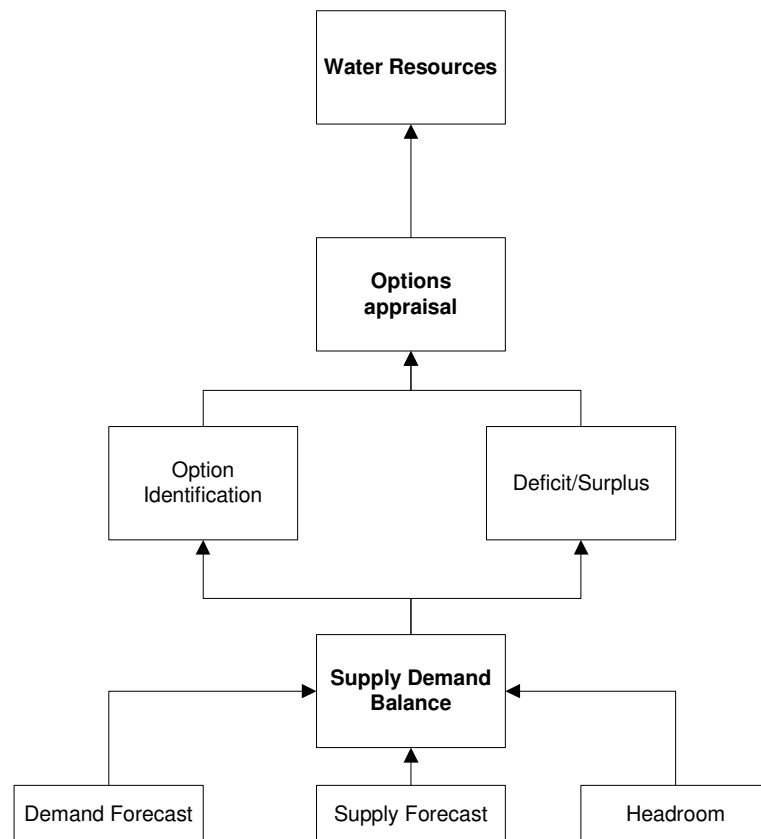 Water Resources
Options
appraisal
Option
Identification
Deficit/Surplus
Supply Demand
Balance
Demand Forecast
Supply Forecast
Headroom